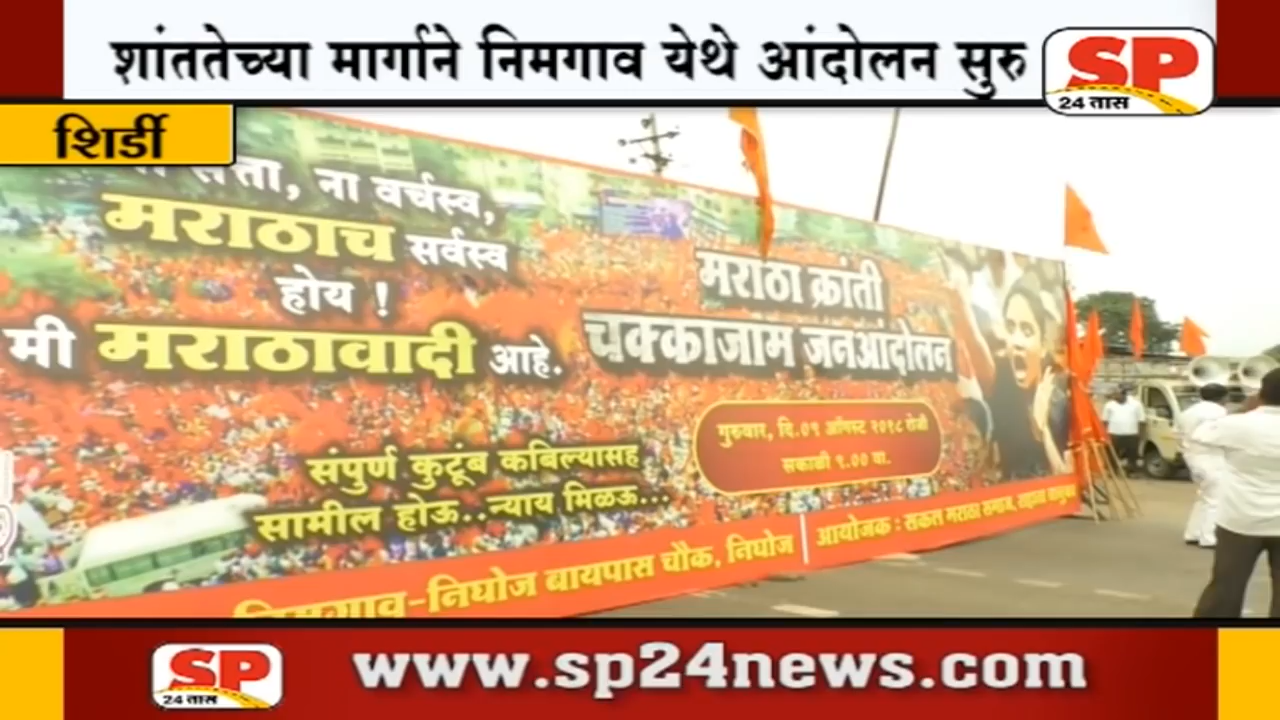 शांततेच्या मार्गाने निमगाव येथे आंदोलन सुरु
SP
24 तास
शिर्डी
सत्ता, ना वर्चस्व,
मराठाच सर्वस्व
होय !
मी मराठावादी आहे.
संपुर्ण कुटूंब कबिल्यासह
सामील होऊ..न्याय मिळऊ...
मराठा क्रांती
चक्काजाम जनआंदोलन
गुरुवार, दि.०९ ऑगस्ट २०१८ रोजी
सकाळी ९.०० वा.
निमगाव-निघोज बायपास चौक, निघोज
आयोजक : सकल मराठा समाज, राहाता तालुका
SP
24 तास
www.sp24news.com